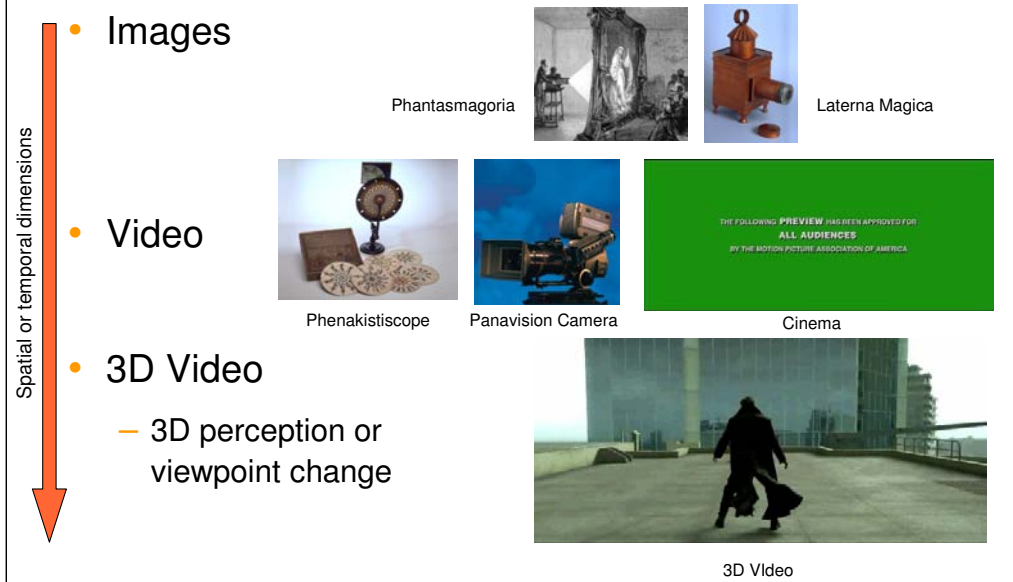 Spatial or temporal dimensions
• Images
Phantasmagoria
Laterna Magica
• Video
THE FOLLOWING PREVIEW HAS BEEN APPROVED FOR
ALL AUDIENCES
BY THE MOTION PICTURE ASSOCIATION OF AMERICA
Phenakistiscope
Panavision Camera
Cinema
• 3D Video
– 3D perception or
viewpoint change
3D VIdeo